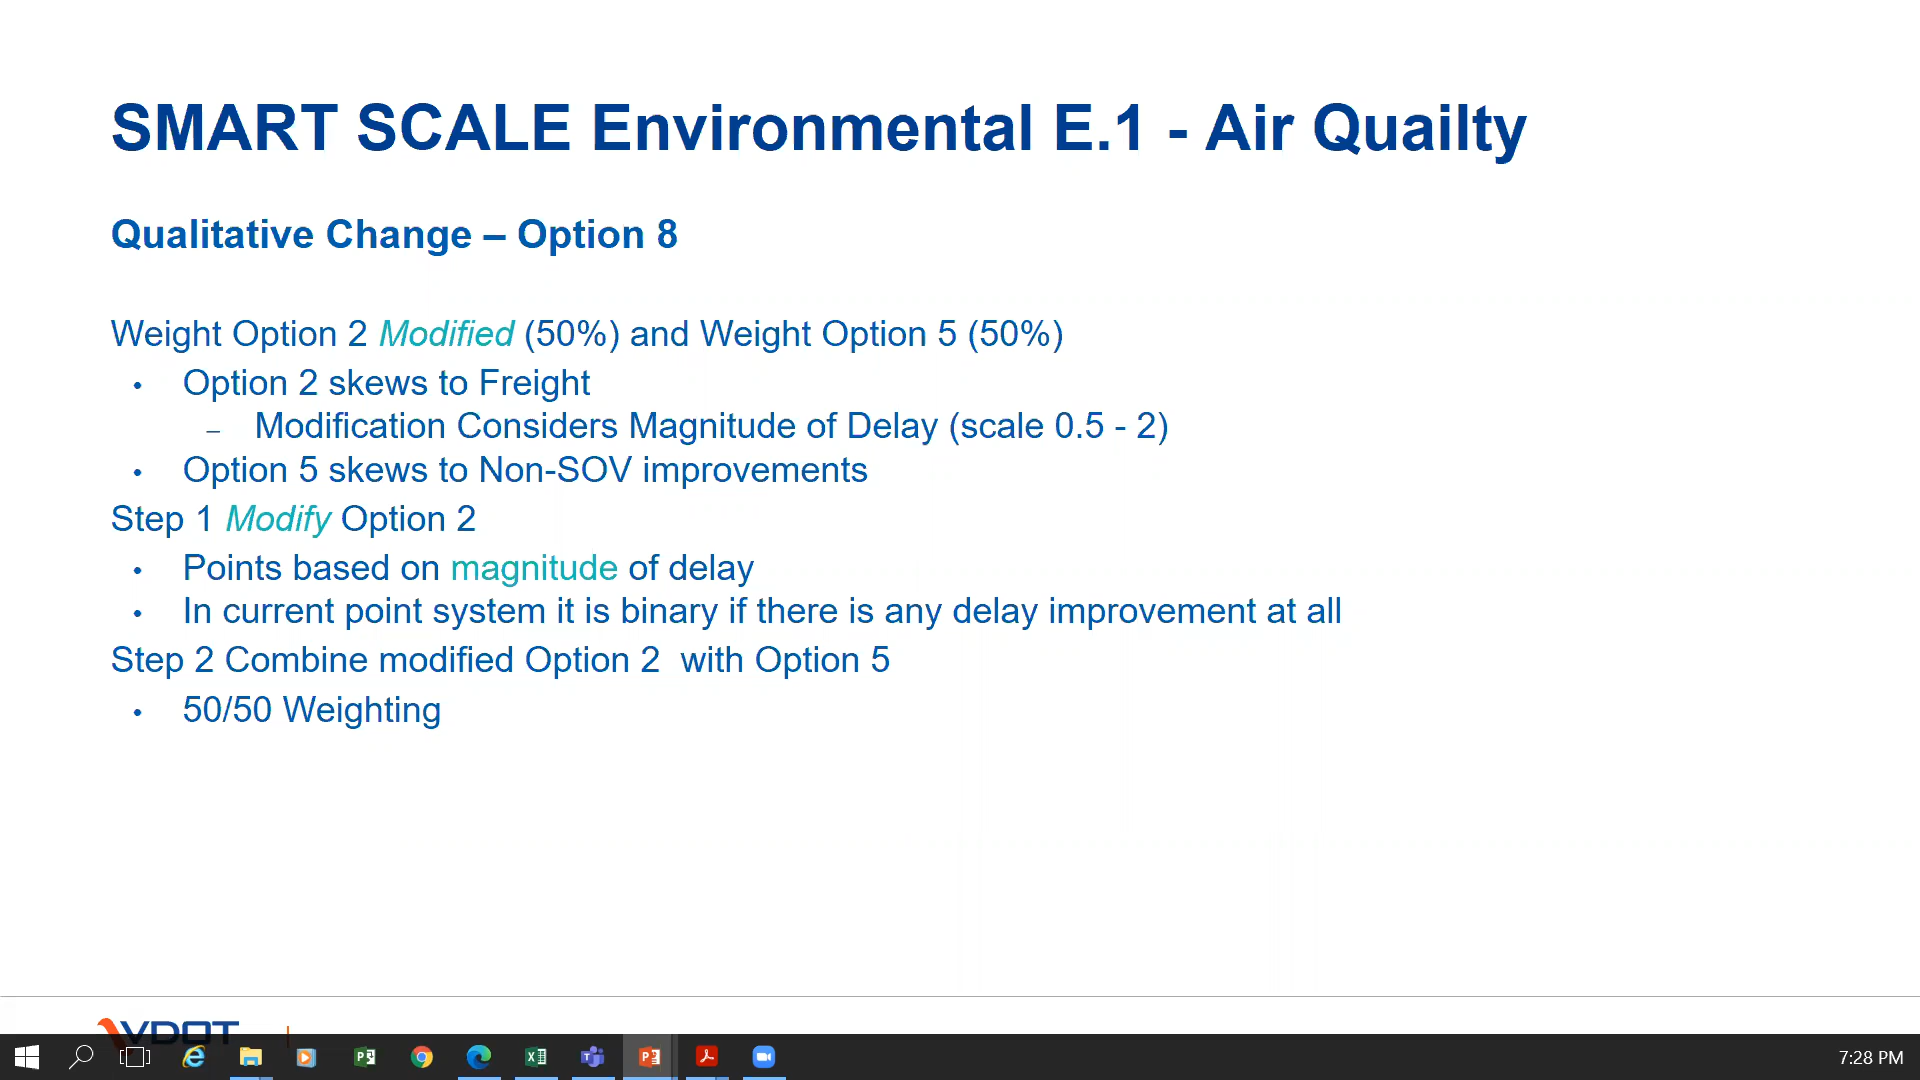 SMART SCALE Environmental E.1 - Air Quailty
Qualitative Change – Option 8
Weight Option 2 Modified (50%) and Weight Option 5 (50%)
• Option 2 skews to Freight
– Modification Considers Magnitude of Delay (scale 0.5 - 2)
• Option 5 skews to Non-SOV improvements
Step 1 Modify Option 2
• Points based on magnitude of delay
• In current point system it is binary if there is any delay improvement at all
Step 2 Combine modified Option 2 with Option 5
• 50/50 Weighting
VDOT
7:28 PM